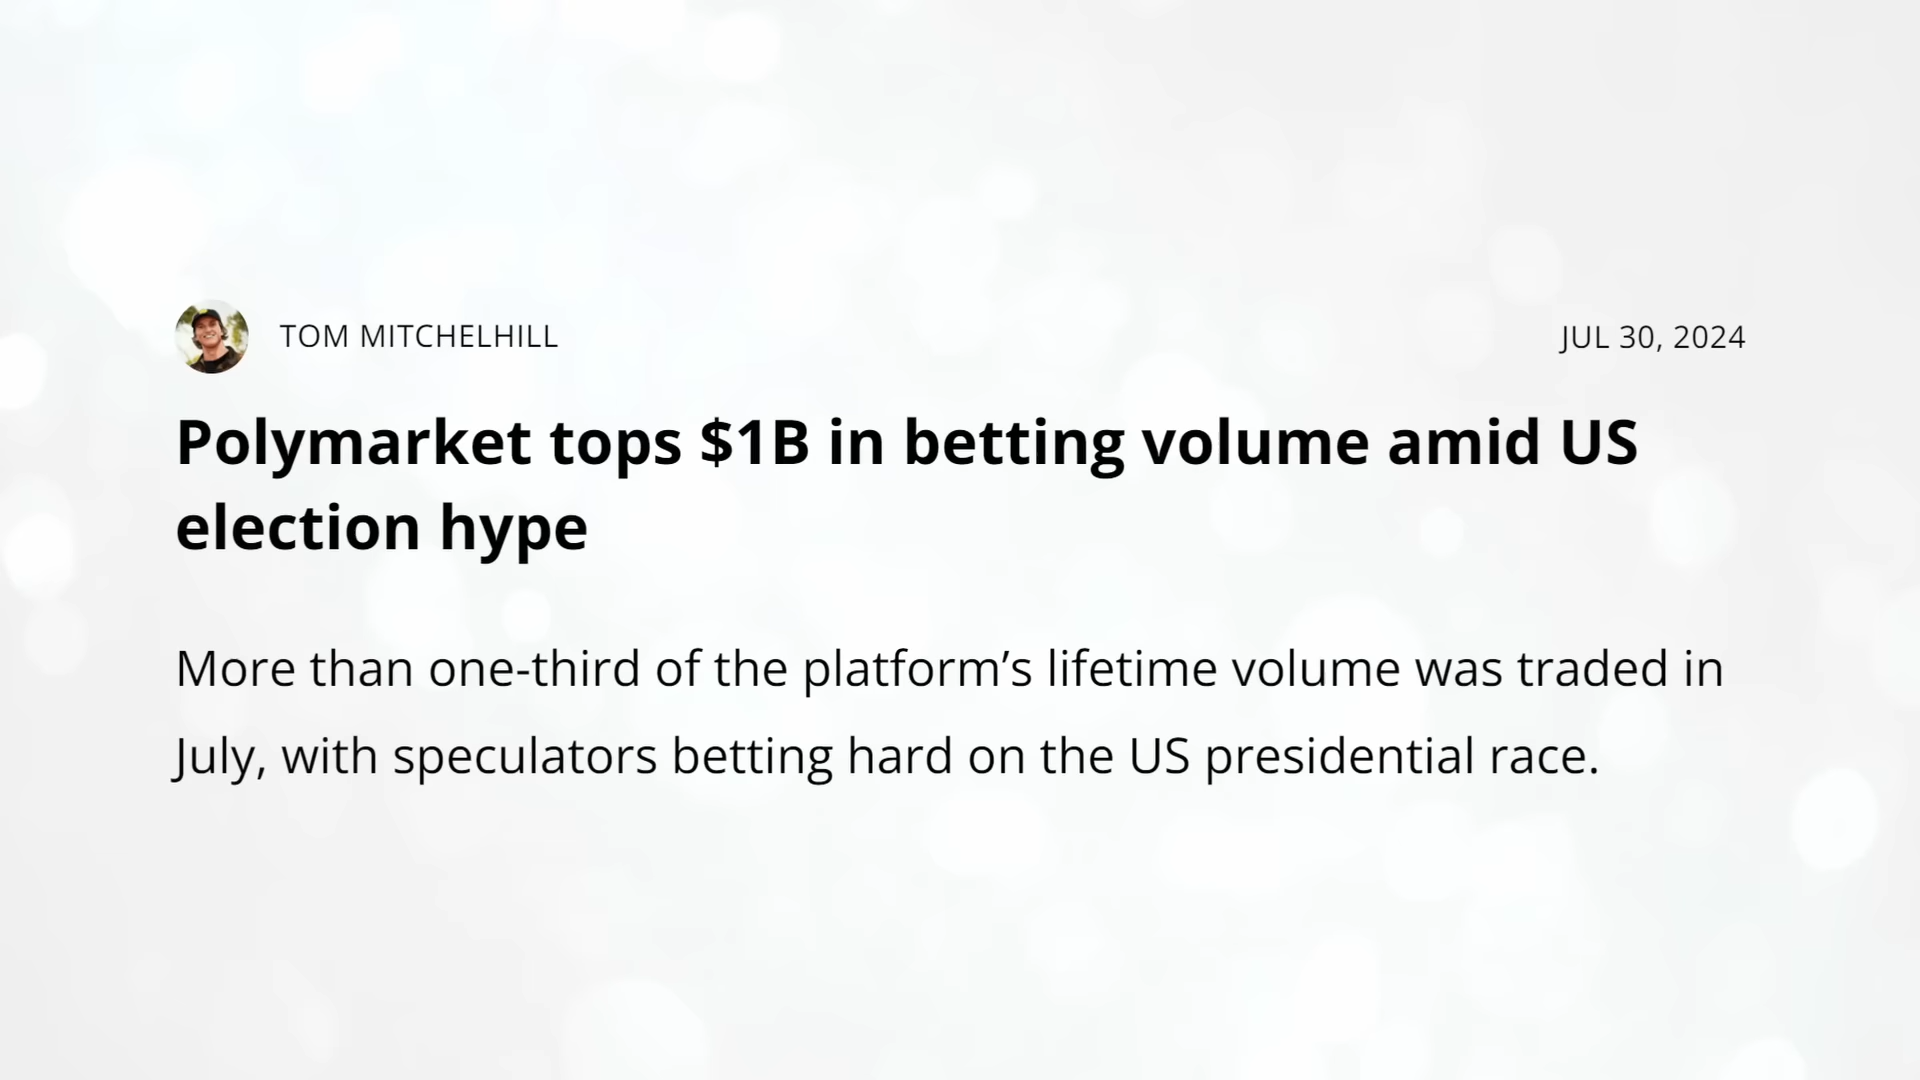 TOM MITCHELHILL
JUL 30, 2024
Polymarket tops $1B in betting volume amid US
election hype
More than one-third of the platform’s lifetime volume was traded in
July, with speculators betting hard on the US presidential race.